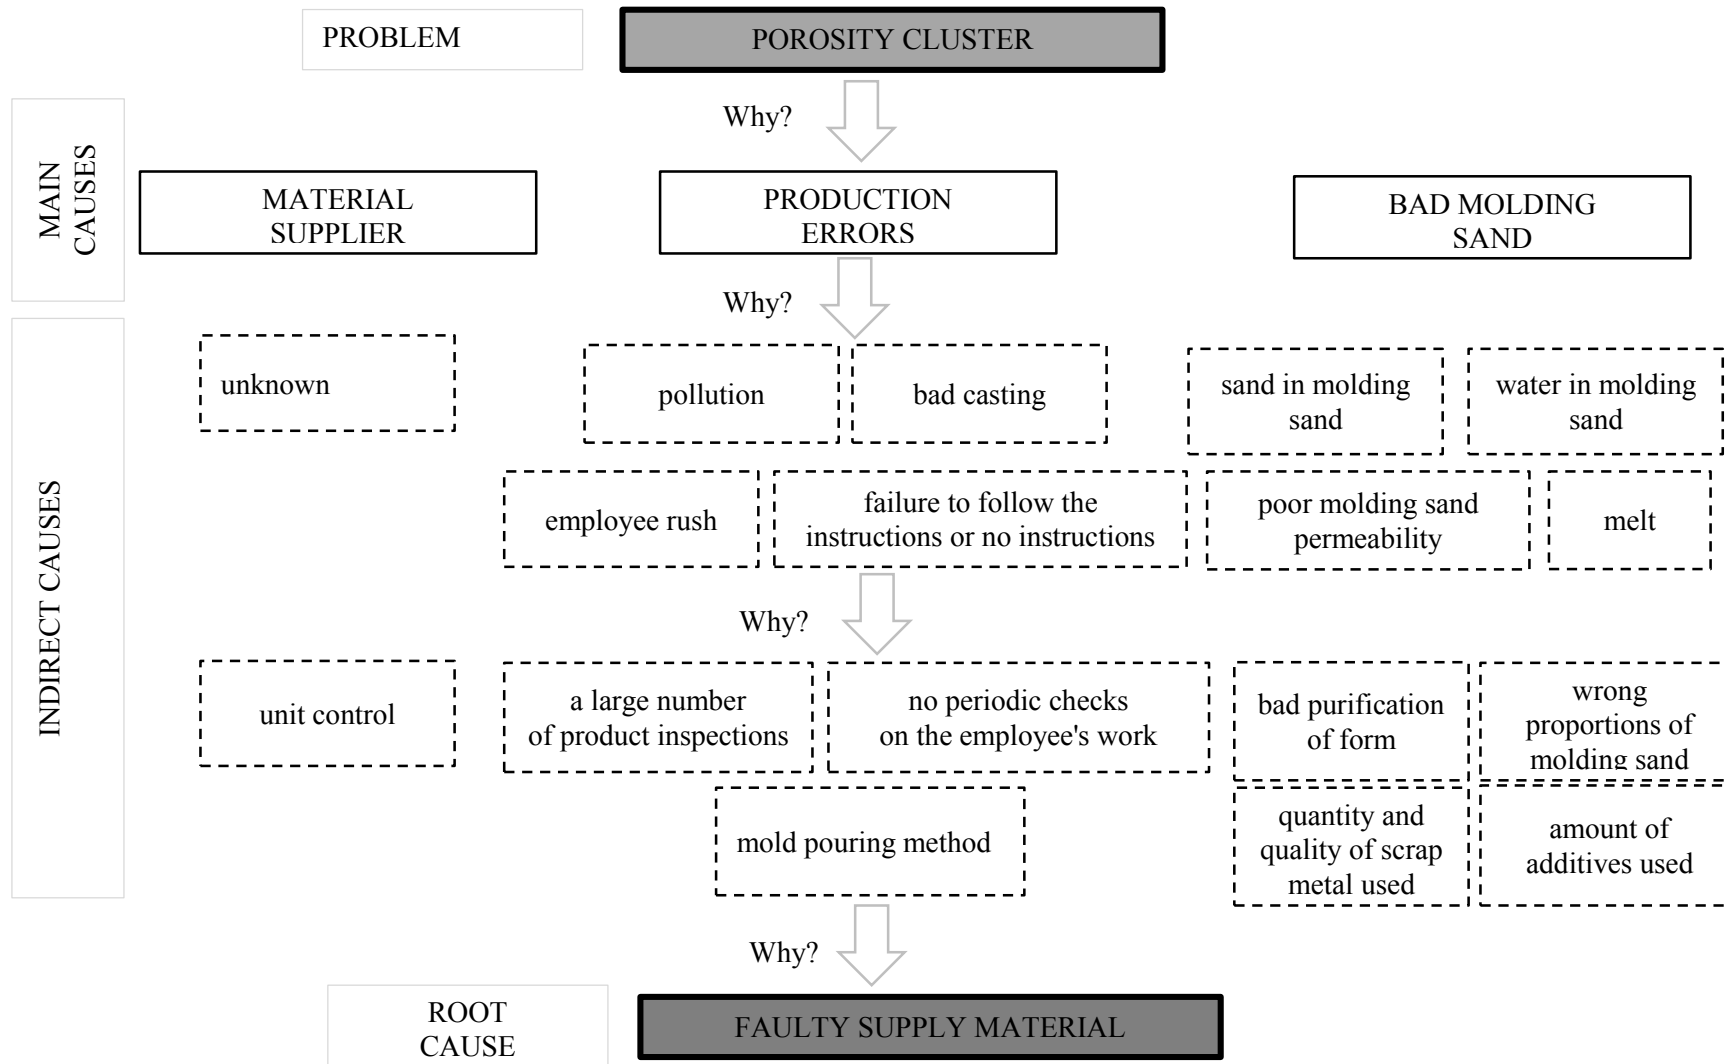 PROBLEM
POROSITY CLUSTER
Why?
MAIN
CAUSES
MATERIAL
SUPPLIER
PRODUCTION
ERRORS
BAD MOLDING
SAND
Why?
INDIRECT CAUSES
unknown
pollution
bad casting
sand in molding
sand
water in molding
sand
employee rush
failure to follow the
instructions or no instructions
poor molding sand
permeability
melt
Why?
unit control
a large number
of product inspections
no periodic checks
on the employee's work
bad purification
of form
wrong
proportions of
molding sand
mold pouring method
quantity and
quality of scrap
metal used
amount of
additives used
Why?
ROOT
CAUSE
FAULTY SUPPLY MATERIAL